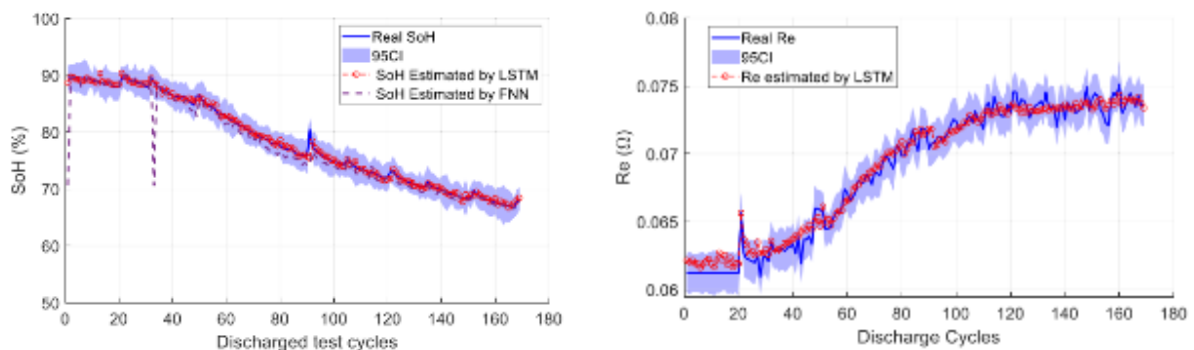 100
90
80
70
60
50
SoH (%)
Real SoH
95CI
SoH Estimated by LSTM
SoH Estimated by FNN
0 20 40 60 80 100 120 140 160 180
Discharged test cycles
0.08
0.075
0.07
0.065
0.06
Re (Ω)
Real Re
95CI
Re estimated by LSTM
0 20 40 60 80 100 120 140 160 180
Discharge Cycles